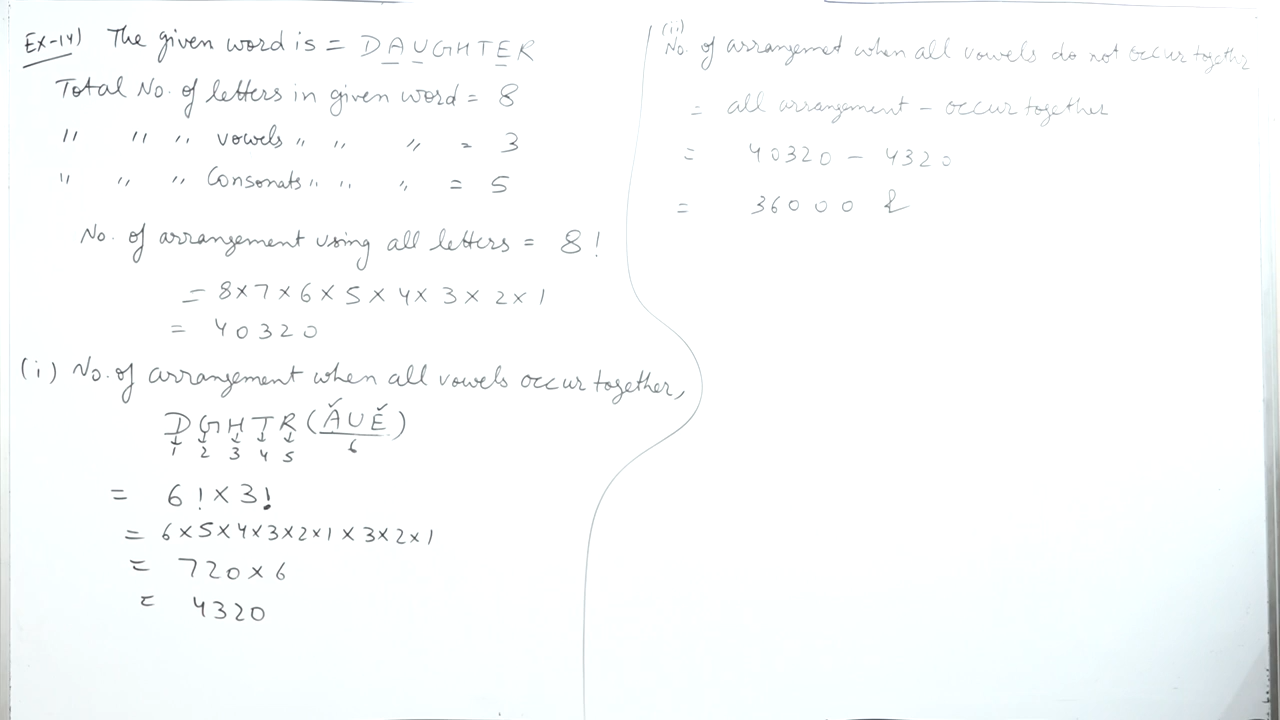 Ex-14) The given word is = DAUGHTER
Total No. of letters in given word = 8
" " " vowels " " " = 3
" " " Consonats " " " = 5
No. of arrangement using all letters = 8!
= 8×7×6×5×4×3×2×1
= 40320
(i) No. of arrangement when all vowels occur together,
D G H T R (A U E)
1 2 3 4 5 6
= 6! × 3!
= 6×5×4×3×2×1×3×2×1
= 720×6
= 4320
(ii)
No. of arrangemet when all vowels do not occur togethr
= all arrangement - occur together
= 40320 - 4320
= 36000